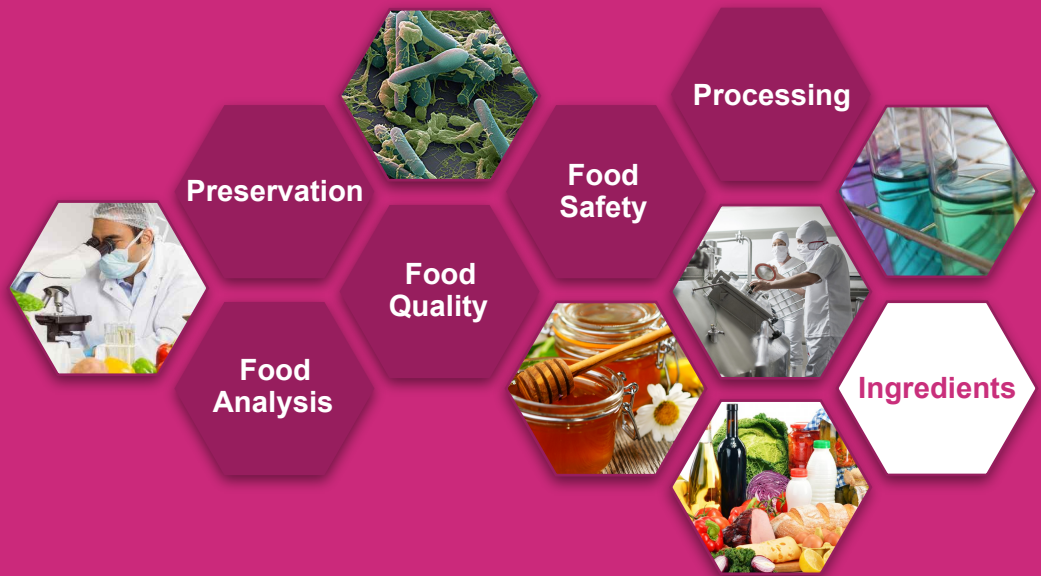 Processing
Preservation
Food
Safety
Food
Quality
Food
Analysis
Ingredients